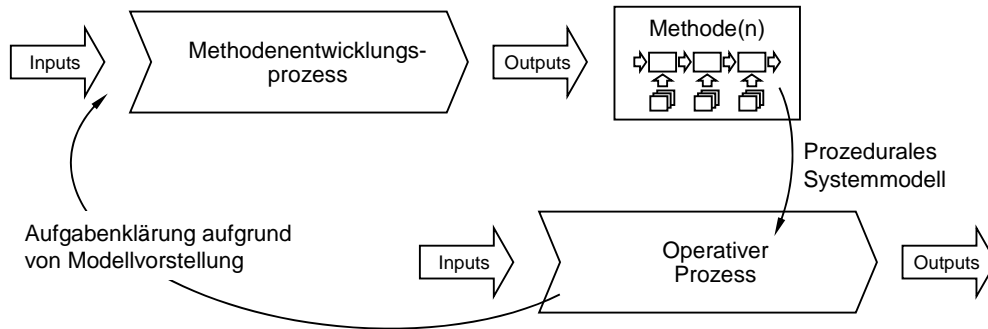 Inputs
Methodenentwicklungs-
prozess
Outputs
Methode(n)
Prozedurales
Systemmodell
Aufgabenklärung aufgrund
von Modellvorstellung
Inputs
Operativer
Prozess
Outputs